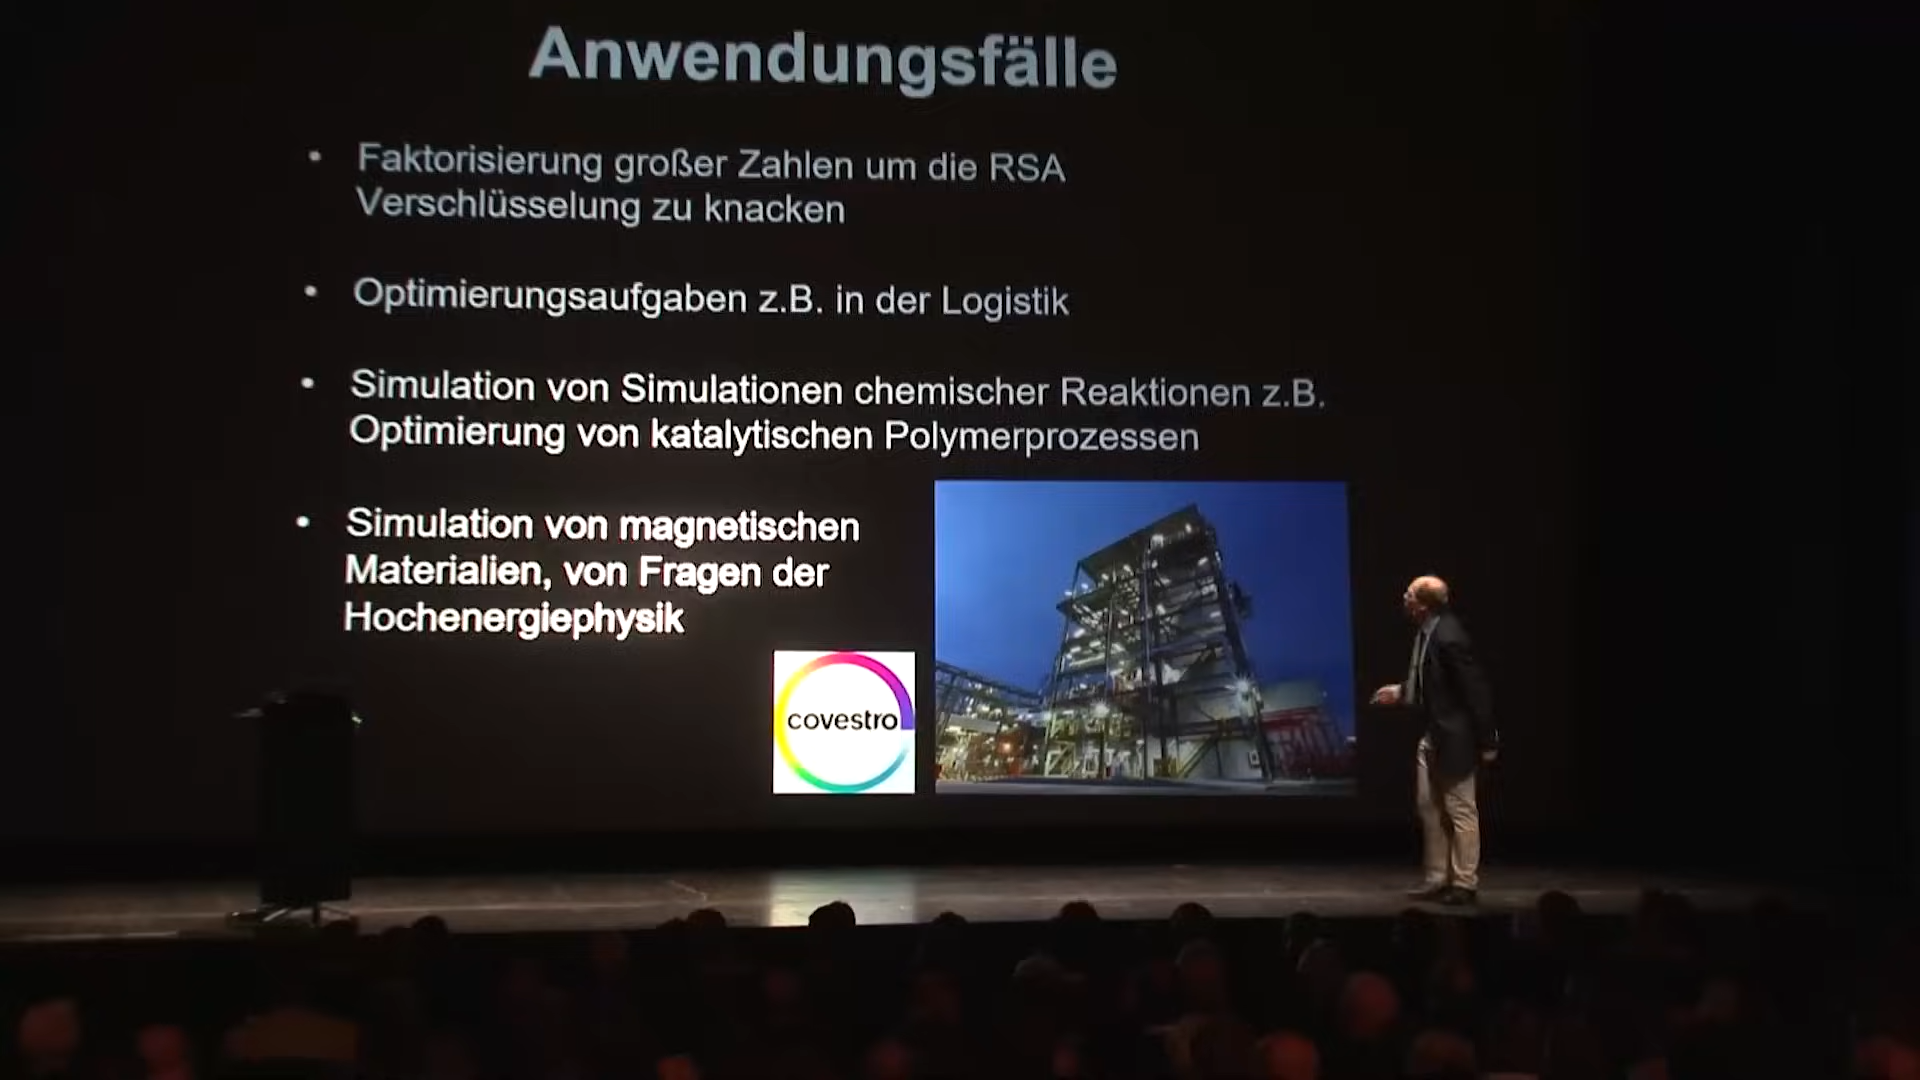 Anwendungsfälle
• Faktorisierung großer Zahlen um die RSA
Verschlüsselung zu knacken
• Optimierungsaufgaben z.B. in der Logistik
• Simulation von Simulationen chemischer Reaktionen z.B.
Optimierung von katalytischen Polymerprozessen
• Simulation von magnetischen
Materialien, von Fragen der
Hochenergiephysik
covestro